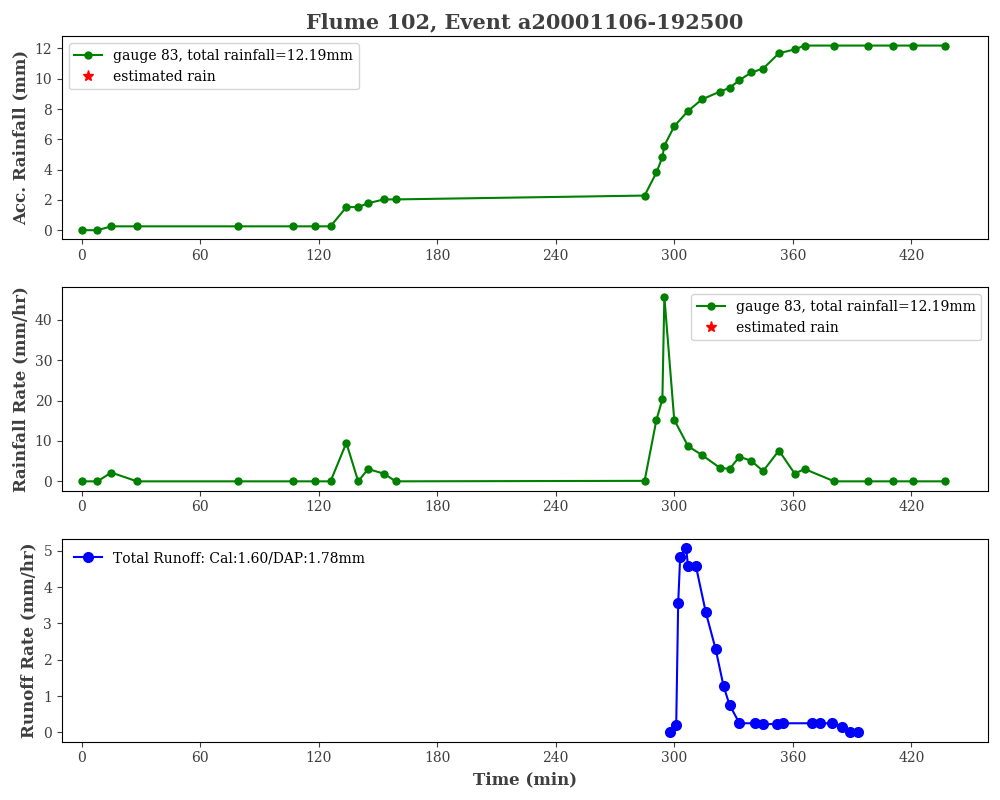 Flume 102, Event a20001106-192500
Acc. Rainfall (mm)
12
10
8
6
4
2
0
gauge 83, total rainfall=12.19mm
estimated rain
0 60 120 180 240 300 360 420
Rainfall Rate (mm/hr)
40
30
20
10
0
gauge 83, total rainfall=12.19mm
estimated rain
0 60 120 180 240 300 360 420
Runoff Rate (mm/hr)
5
4
3
2
1
0
Total Runoff: Cal:1.60/DAP:1.78mm
0 60 120 180 240 300 360 420
Time (min)